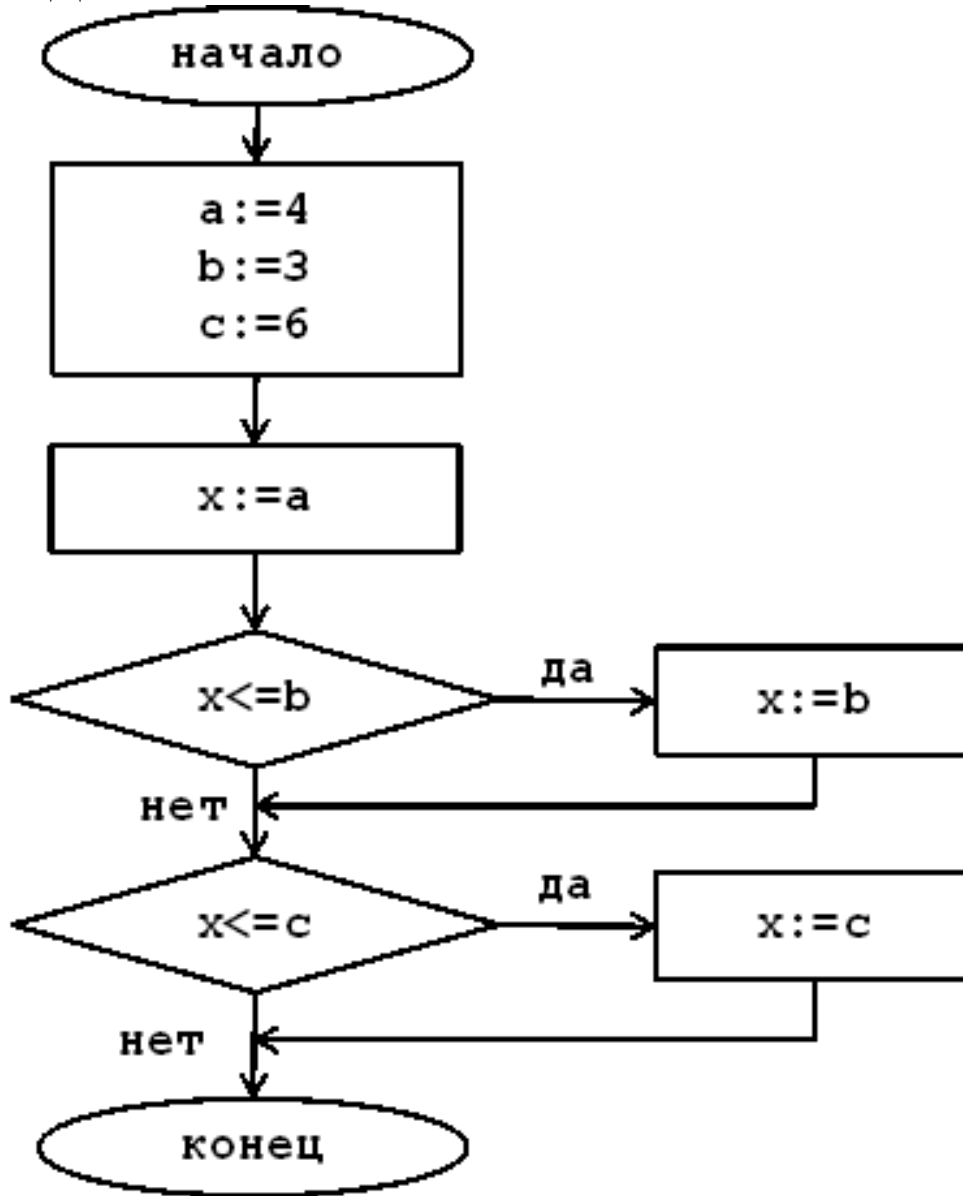 начало
a:=4
b:=3
c:=6
x:=a
x<=b
да
x:=b
нет
x<=c
да
x:=c
нет
конец